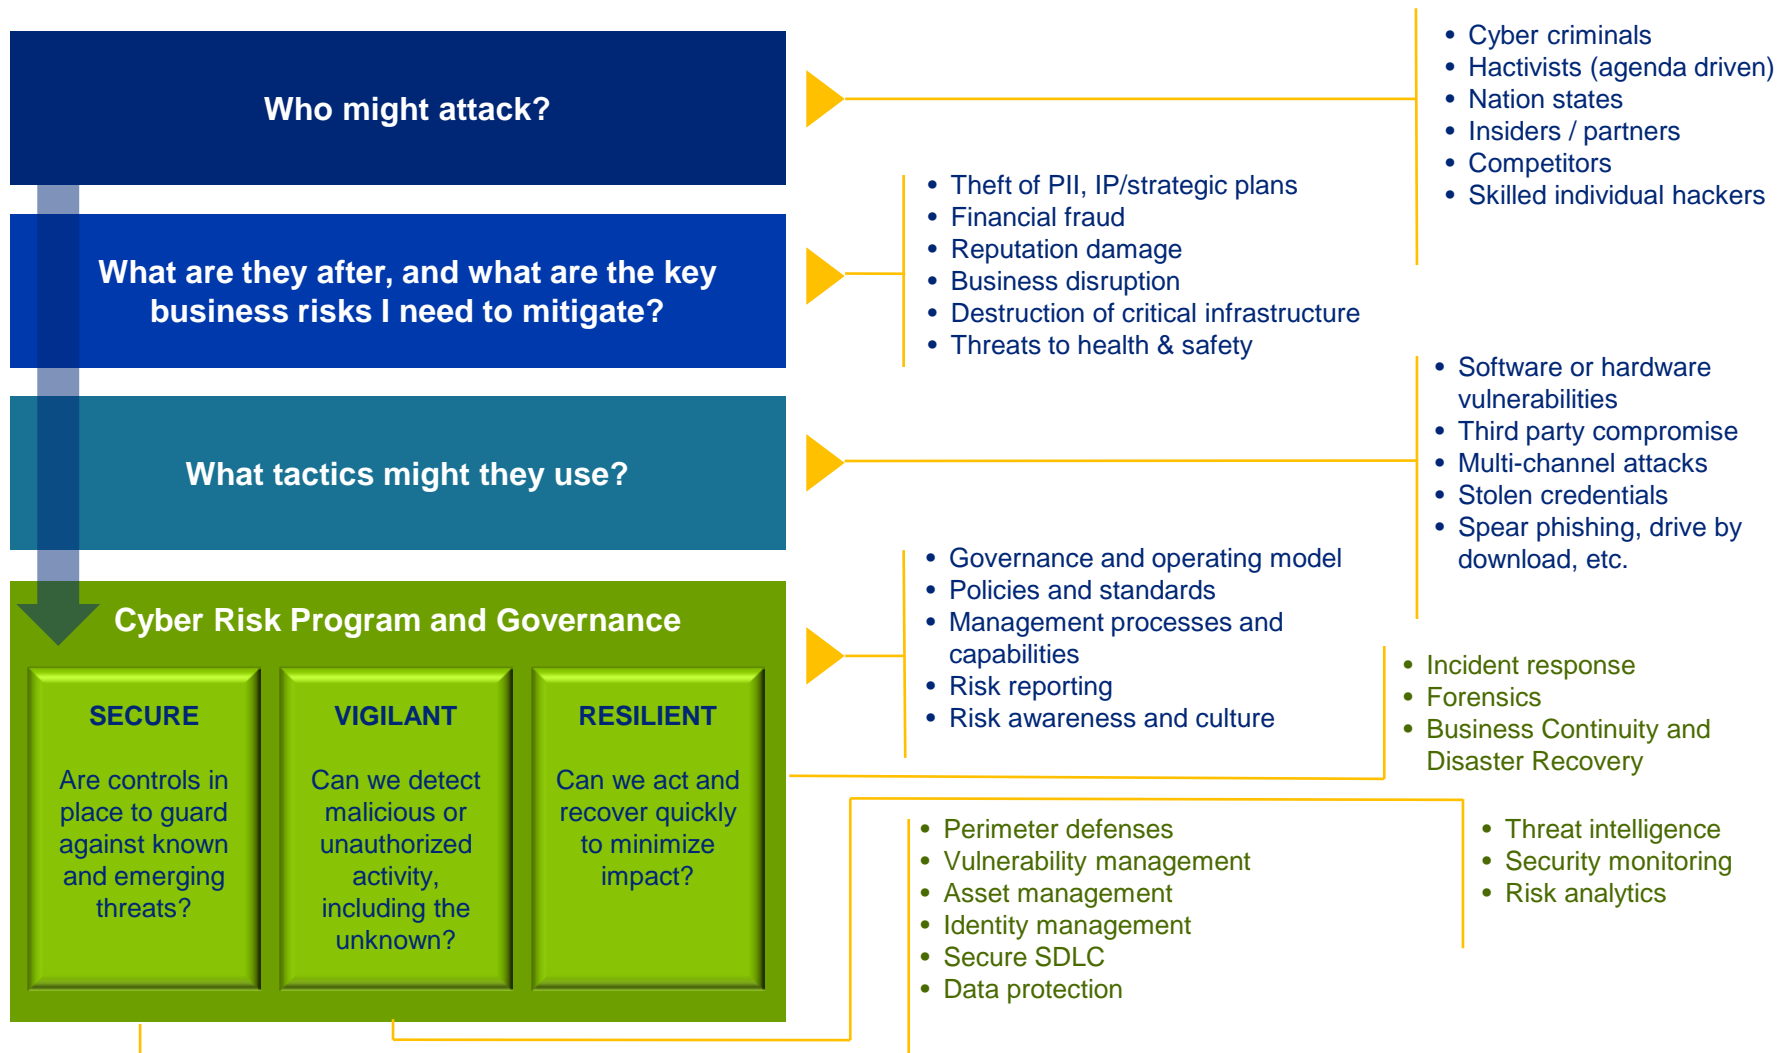 Who might attack?
• Cyber criminals
• Hactivists (agenda driven)
• Nation states
• Insiders / partners
• Competitors
• Skilled individual hackers
What are they after, and what are the key
business risks I need to mitigate?
• Theft of PII, IP/strategic plans
• Financial fraud
• Reputation damage
• Business disruption
• Destruction of critical infrastructure
• Threats to health & safety
What tactics might they use?
• Software or hardware
vulnerabilities
• Third party compromise
• Multi-channel attacks
• Stolen credentials
• Spear phishing, drive by
download, etc.
Cyber Risk Program and Governance
• Governance and operating model
• Policies and standards
• Management processes and
capabilities
• Risk reporting
• Risk awareness and culture
SECURE
Are controls in
place to guard
against known
and emerging
threats?
VIGILANT
Can we detect
malicious or
unauthorized
activity,
including the
unknown?
RESILIENT
Can we act and
recover quickly
to minimize
impact?
• Incident response
• Forensics
• Business Continuity and
Disaster Recovery
• Perimeter defenses
• Vulnerability management
• Asset management
• Identity management
• Secure SDLC
• Data protection
• Threat intelligence
• Security monitoring
• Risk analytics